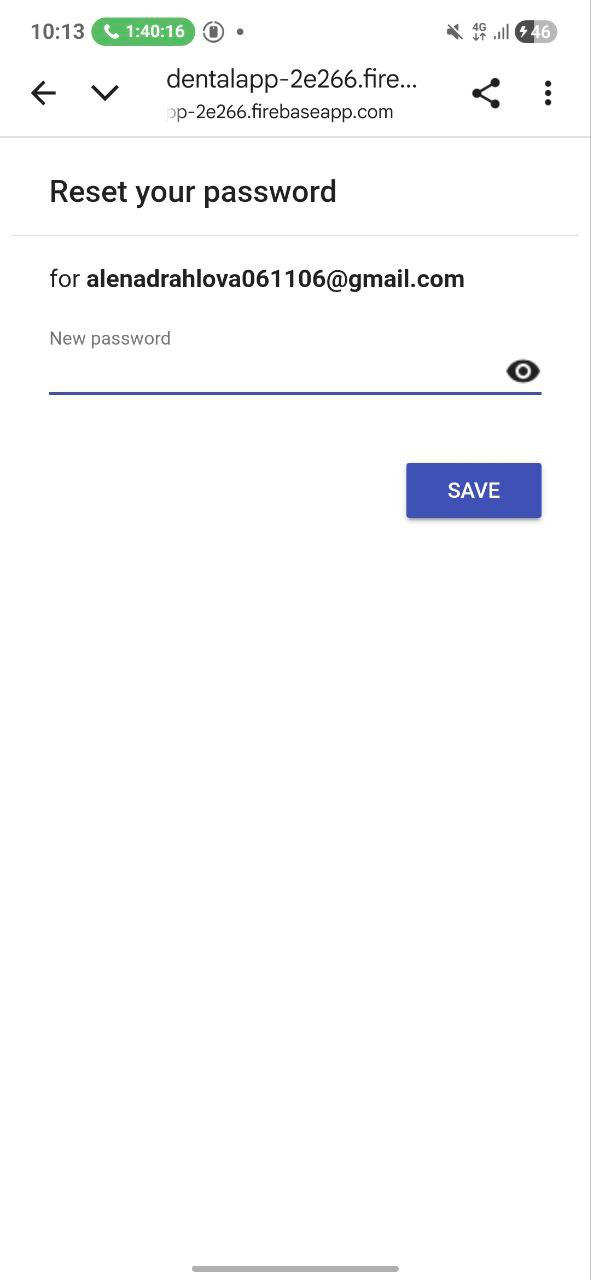 10:13 1:40:16 4G 46
dentalapp-2e266.fire...
pp-2e266.firebaseapp.com
Reset your password
for alenadrahlova061106@gmail.com
New password
SAVE